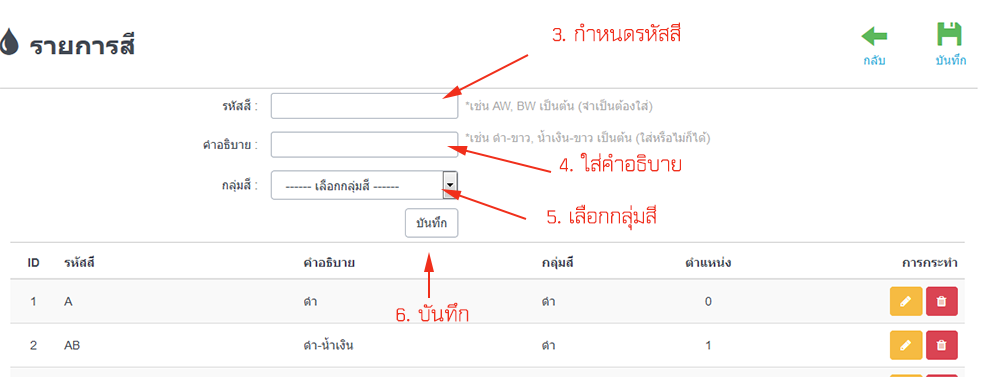 3. กำหนดรหัสสี
รายการสี
กลับ
บันทึก
รหัสสี :
*เช่น AW, BW เป็นต้น (จำเป็นต้องใส่)
คำอธิบาย :
*เช่น ดำ-ขาว, น้ำเงิน-ขาว เป็นต้น (ใส่หรือไม่ก็ได้)
4. ใส่คำอธิบาย
กลุ่มสี :
------ เลือกกลุ่มสี ------
5. เลือกกลุ่มสี
บันทึก
ID รหัสสี คำอธิบาย กลุ่มสี ตำแหน่ง การกระทำ
1 A ดำ ดำ 0
6. บันทึก
2 AB ดำ-น้ำเงิน ดำ 1